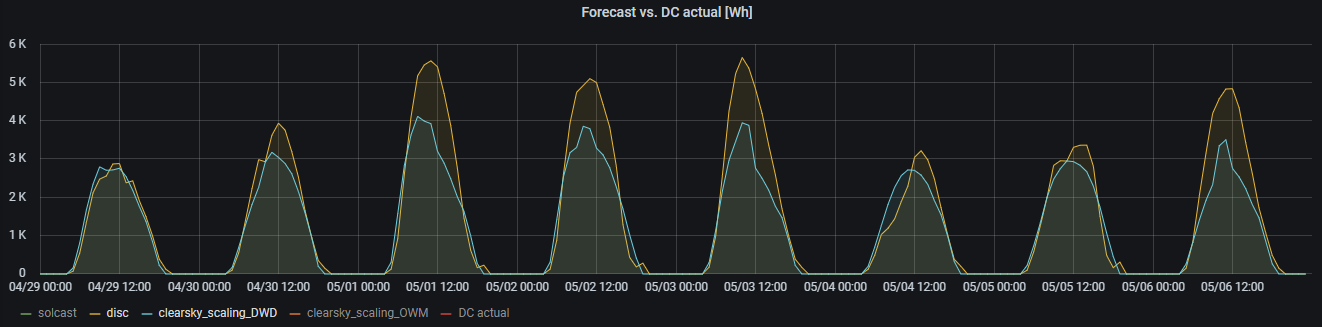 Forecast vs. DC actual [Wh]
6 K
5 K
4 K
3 K
2 K
1 K
0
04/29 00:00 04/29 12:00 04/30 00:00 04/30 12:00 05/01 00:00 05/01 12:00 05/02 00:00 05/02 12:00 05/03 00:00 05/03 12:00 05/04 00:00 05/04 12:00 05/05 00:00 05/05 12:00 05/06 00:00 05/06 12:00
solcast disc clearsky_scaling_DWD clearsky_scaling_OWM DC actual